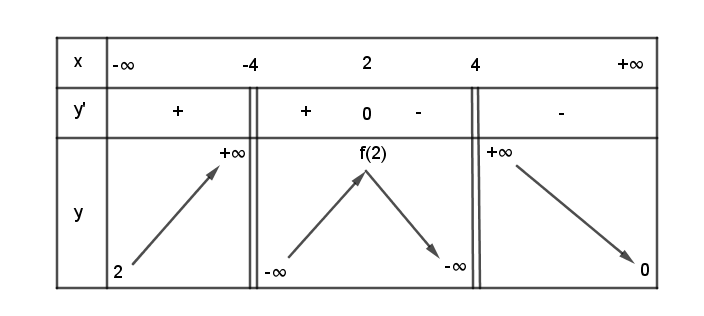 x -∞ -4 2 4 +∞
y' + + 0 - -
+∞ f(2) +∞
y
2 -∞ -∞ 0